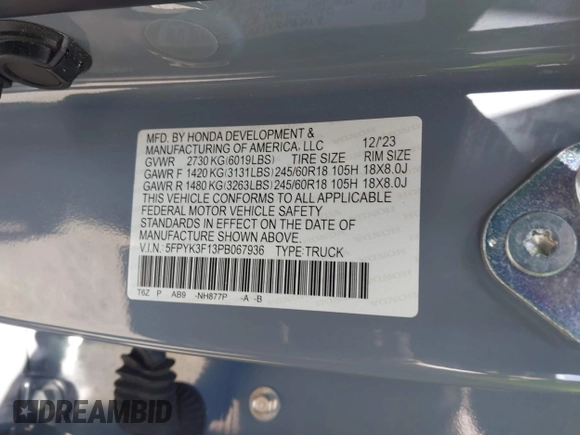 MFD. BY HONDA DEVELOPMENT &
MANUFACTURING OF AMERICA, LLC 12/'23
GVWR 2730 KG(6019LBS) TIRE SIZE RIM SIZE
GAWR F 1420 KG(3131LBS) 245/60R18 105H 18X8.0J
GAWR R 1480 KG(3263LBS) 245/60R18 105H 18X8.0J
THIS VEHICLE CONFORMS TO ALL APPLICABLE
FEDERAL MOTOR VEHICLE SAFETY
STANDARDS IN EFFECT ON THE DATE OF
MANUFACTURE SHOWN ABOVE.
V.I.N. 5FPYK3F13PB067936 TYPE:TRUCK
T6Z P AB9 -NH877P -A -B
DREAMBID